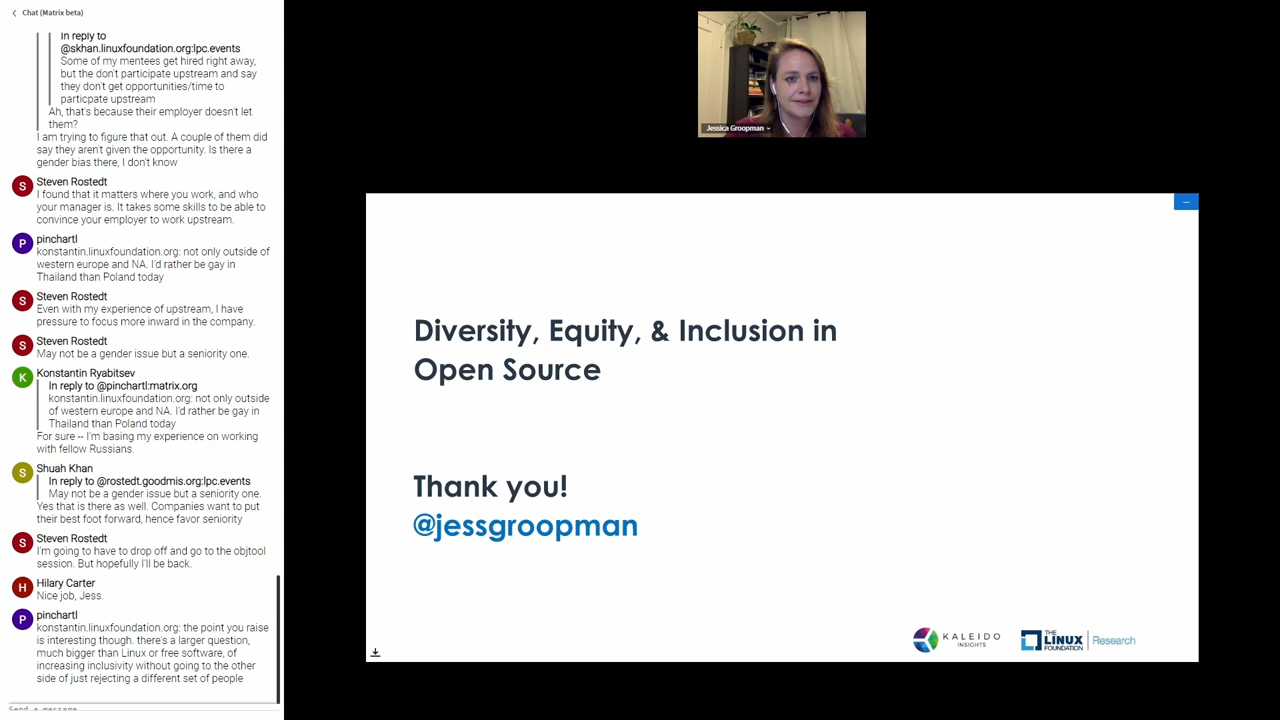 Chat (Matrix beta)
In reply to
@skhan.linuxfoundation.org:lpc.events
Some of my mentees get hired right away,
but the don't participate upstream and say
they don't get opportunities/time to
particpate upstream
Ah, that's because their employer doesn't let
them?
I am trying to figure that out. A couple of them did
say they aren't given the opportunity. Is there a
gender bias there, I don't know
S
Steven Rostedt
I found that it matters where you work, and who
your manager is. It takes some skills to be able to
convince your employer to work upstream.
P
pinchartl
konstantin.linuxfoundation.org: not only outside of
western europe and NA. I'd rather be gay in
Thailand than Poland today
S
Steven Rostedt
Even with my experience of upstream, I have
pressure to focus more inward in the company.
S
Steven Rostedt
May not be a gender issue but a seniority one.
K
Konstantin Ryabitsev
In reply to @pinchartl:matrix.org
konstantin.linuxfoundation.org: not only outside
of western europe and NA. I'd rather be gay in
Thailand than Poland today
For sure -- I'm basing my experience on working
with fellow Russians.
S
Shuah Khan
In reply to @rostedt.goodmis.org:lpc.events
May not be a gender issue but a seniority one.
Yes that is there as well. Companies want to put
their best foot forward, hence favor seniority
S
Steven Rostedt
I'm going to have to drop off and go to the objtool
session. But hopefully I'll be back.
H
Hilary Carter
Nice job, Jess.
P
pinchartl
konstantin.linuxfoundation.org: the point you raise
is interesting though. there's a larger question,
much bigger than Linux or free software, of
increasing inclusivity without going to the other
side of just rejecting a different set of people
Send a message
Jessica Groopman
Diversity, Equity, & Inclusion in
Open Source
Thank you!
@jessgroopman
KALEIDO
INSIGHTS
THE
LINUX
FOUNDATION
Research